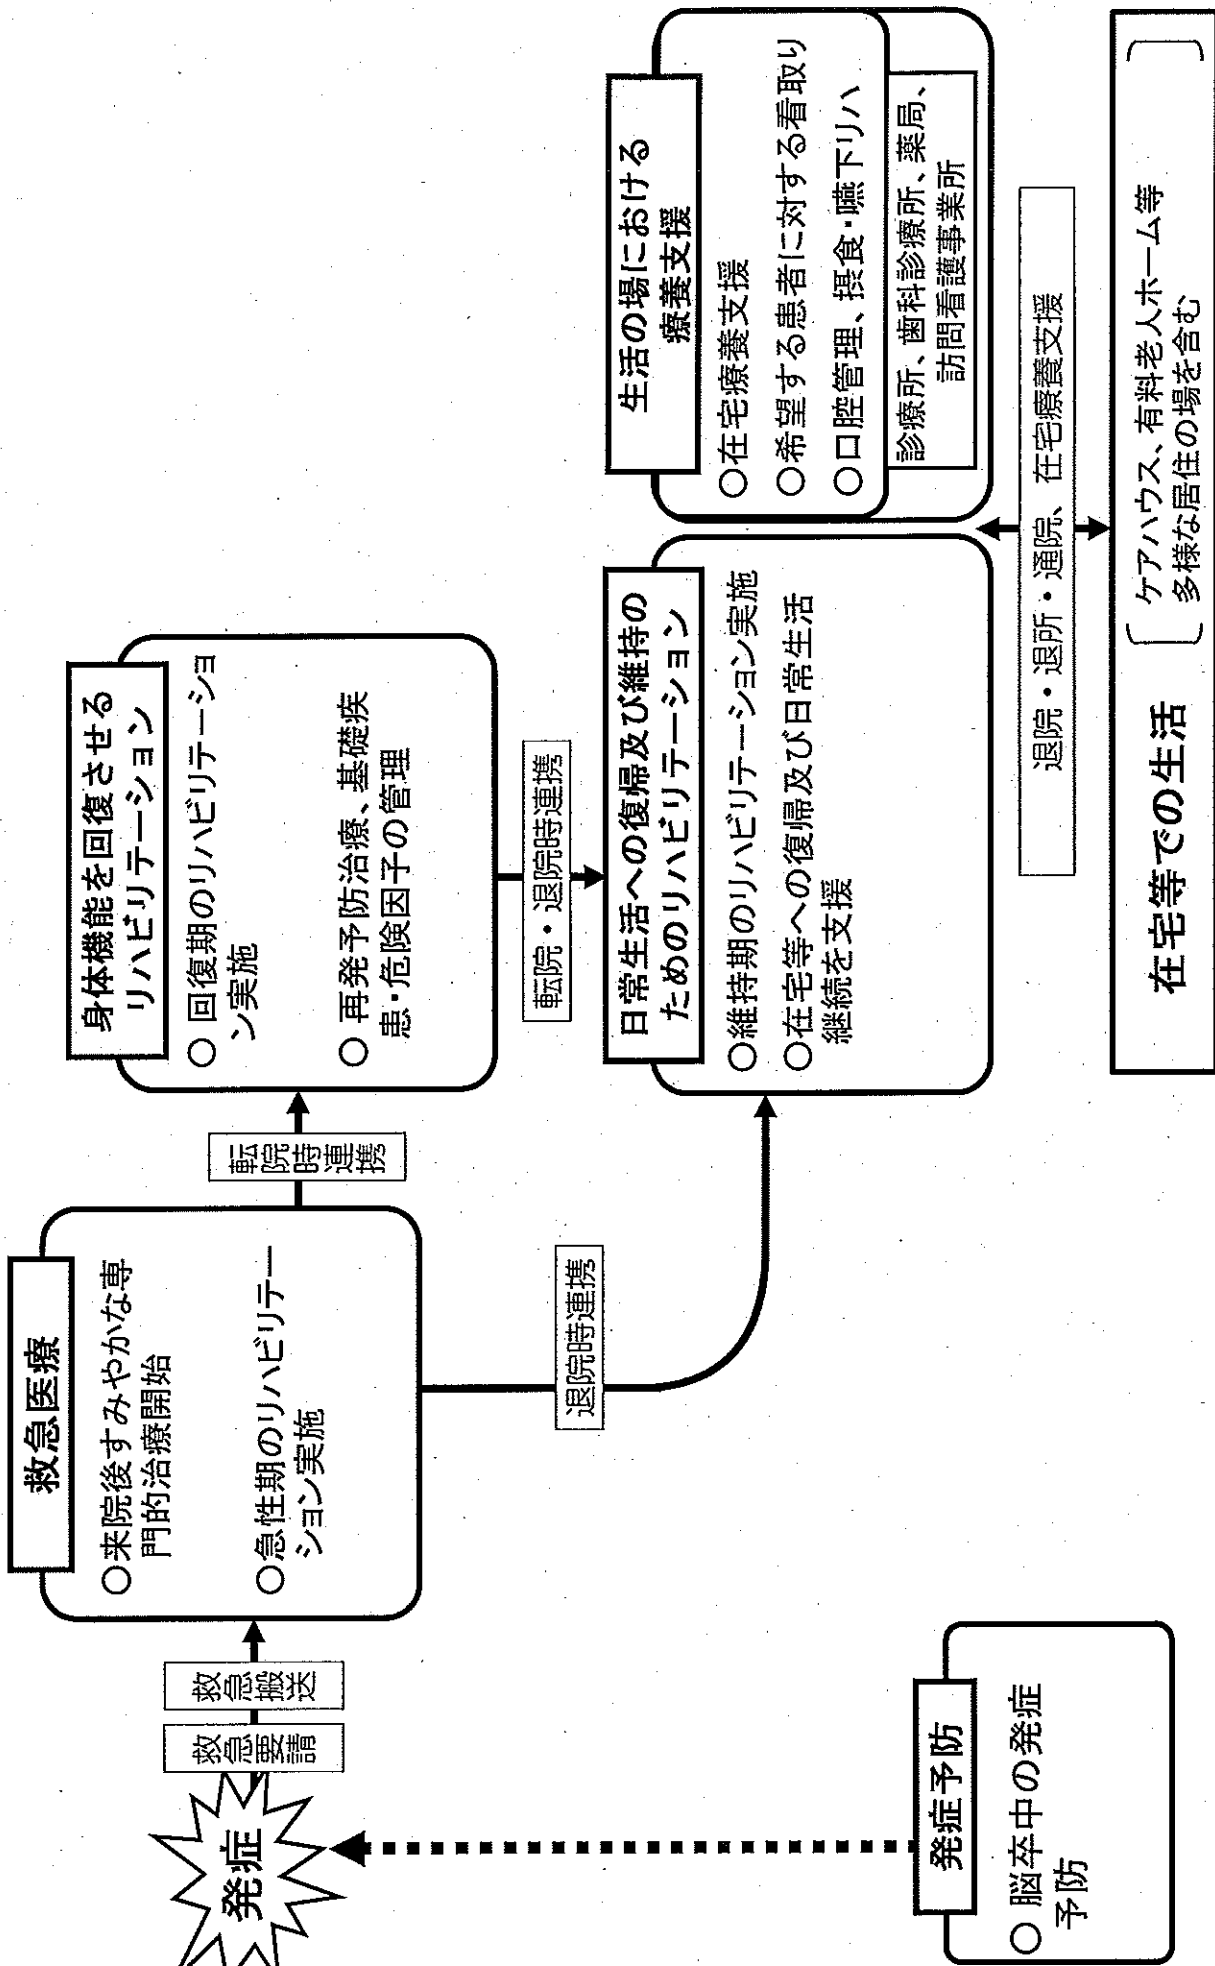 救急医療
○来院後すみやかな専
門的治療開始
○急性期のリハビリテー
ション実施
発症
救急要請
救急搬送
転院時連携
身体機能を回復させる
リハビリテーション
○ 回復期のリハビリテーショ
ン実施
○ 再発予防治療、基礎疾
患・危険因子の管理
退院時連携
転院・退院時連携
日常生活への復帰及び維持の
ためのリハビリテーション
○維持期のリハビリテーション実施
○在宅等への復帰及び日常生活
継続を支援
生活の場における
療養支援
○在宅療養支援
○希望する患者に対する看取り
○口腔管理、摂食・嚥下リハ
診療所、歯科診療所、薬局、
訪問看護事業所
発症予防
○ 脳卒中の発症
予防
退院・退所・通院、在宅療養支援
在宅等での生活
ケアハウス、有料老人ホーム等
多様な居住の場を含む